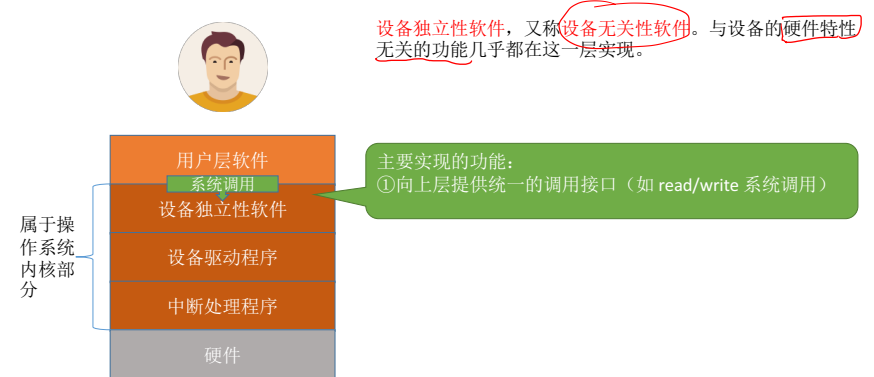 设备独立性软件，又称设备无关性软件。与设备的硬件特性
无关的功能几乎都在这一层实现。
用户层软件
系统调用
设备独立性软件
设备驱动程序
中断处理程序
硬件
属于操
作系统
内核部
分
主要实现的功能：
①向上层提供统一的调用接口（如 read/write 系统调用）